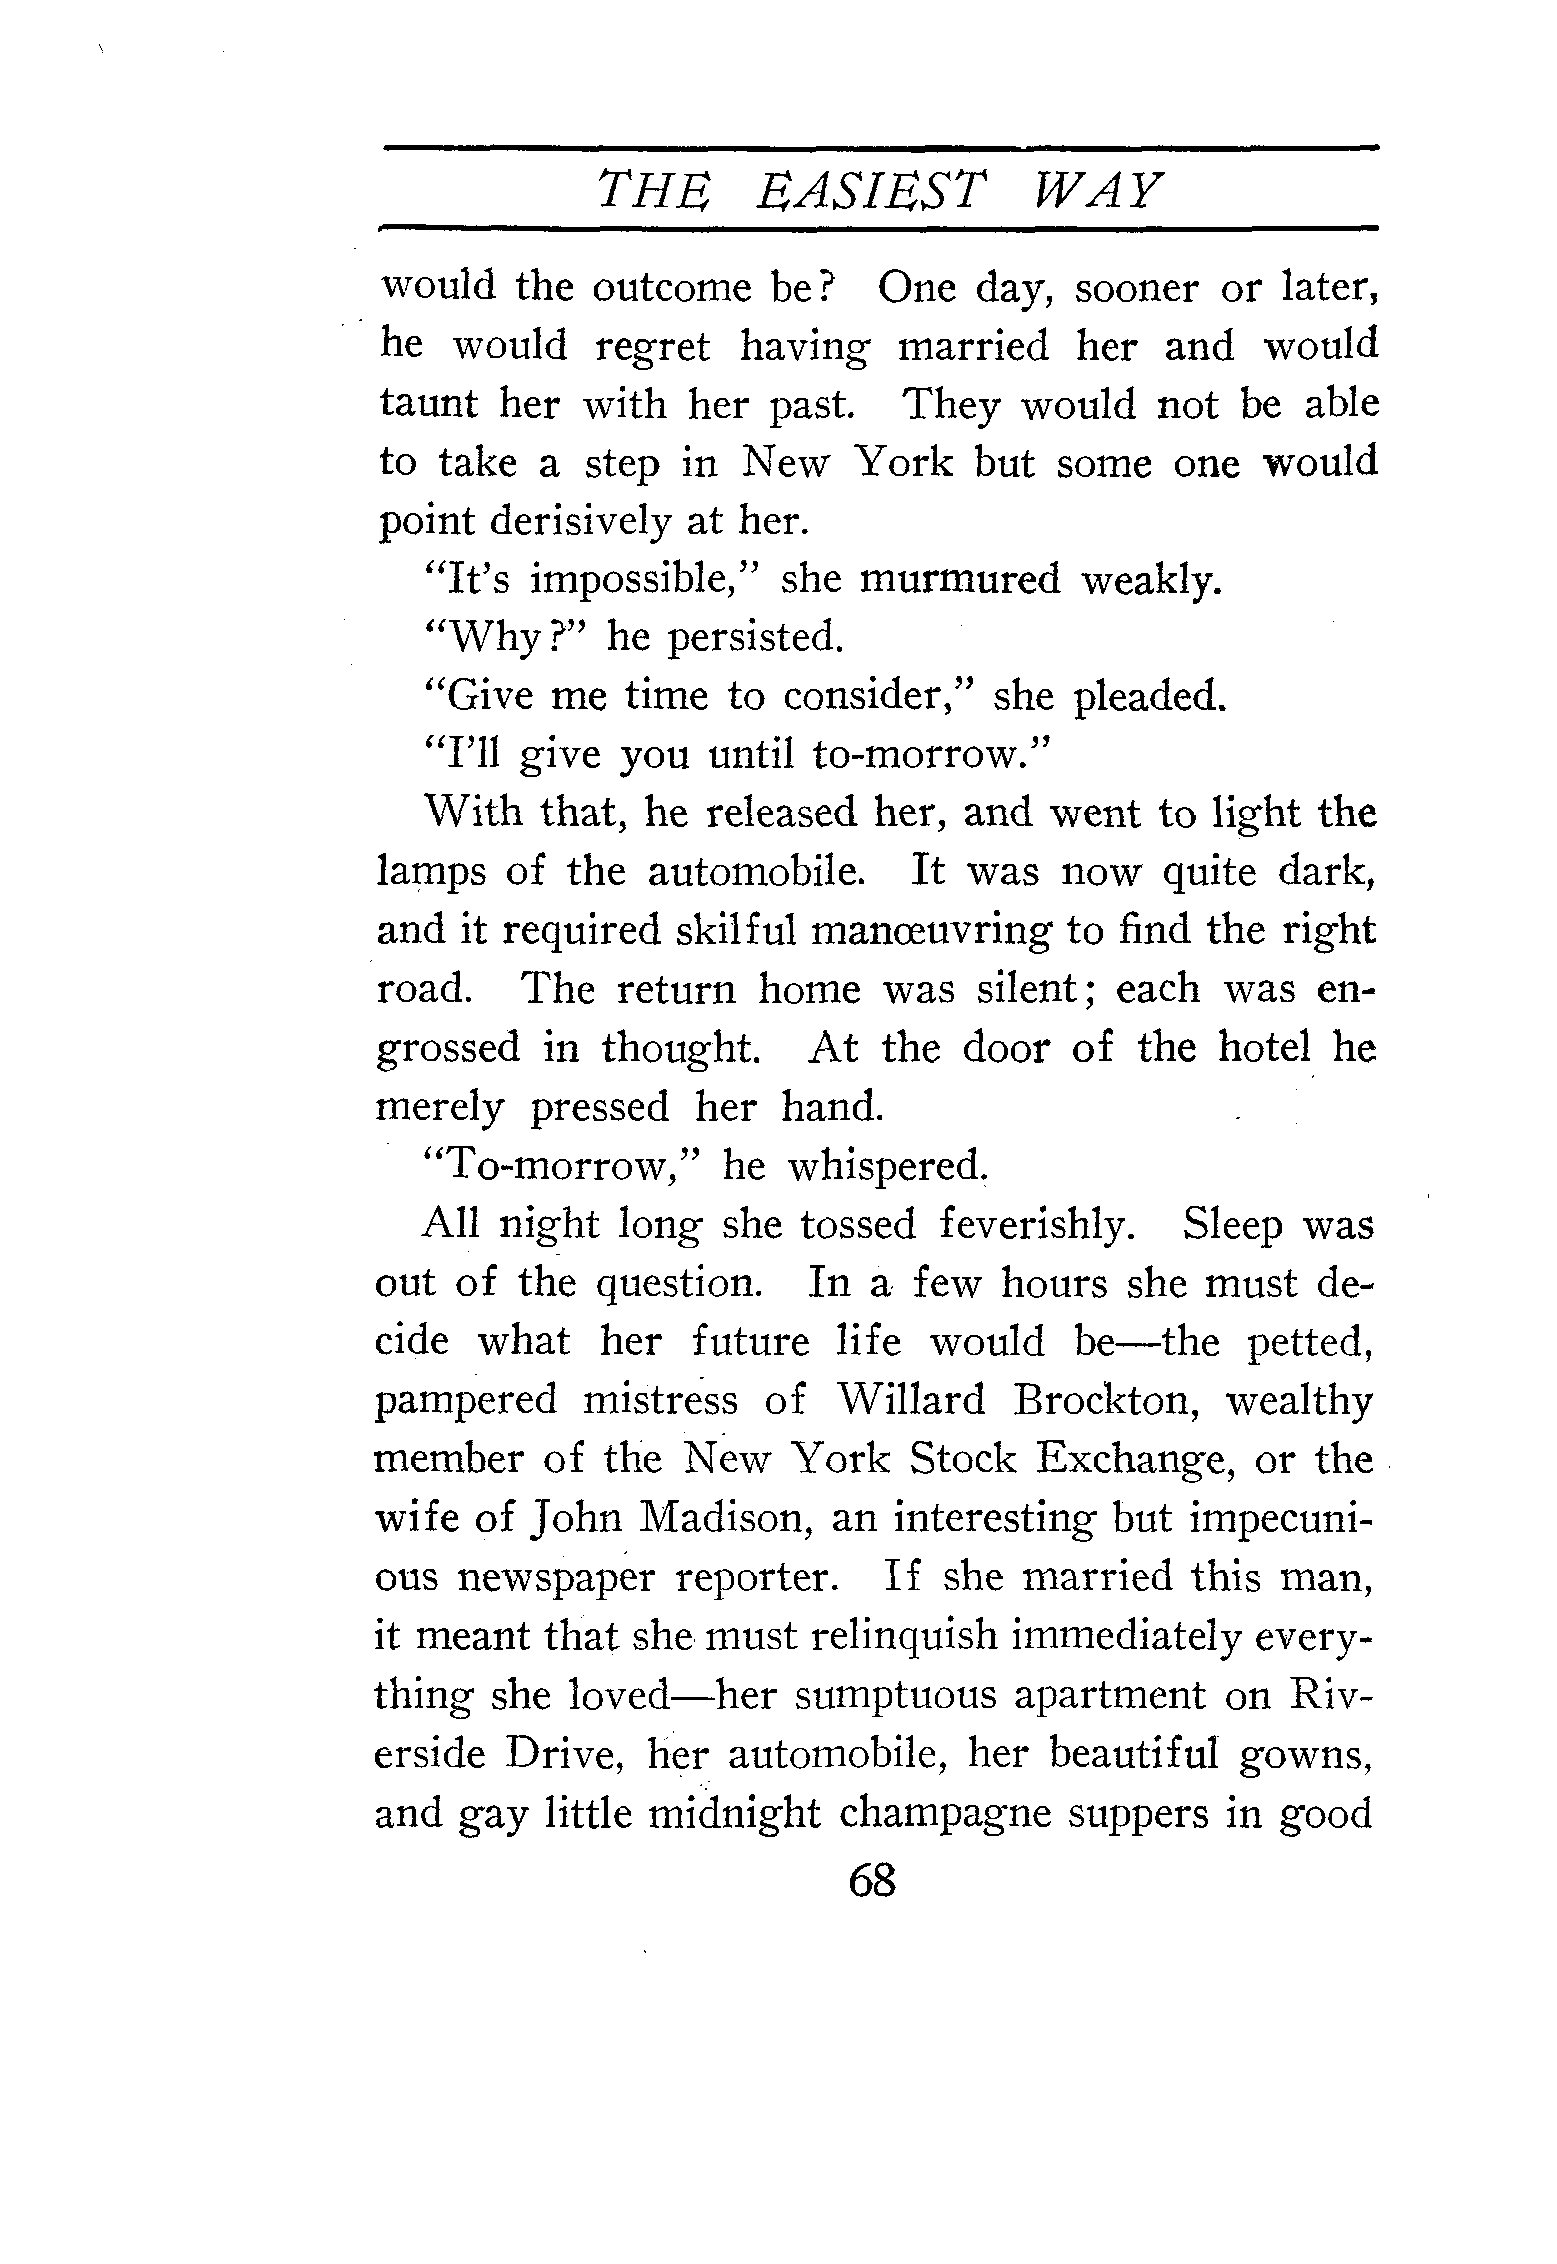 THE EASIEST WAY
would the outcome be? One day, sooner or later,
he would regret having married her and would
taunt her with her past. They would not be able
to take a step in New York but some one would
point derisively at her.
“It’s impossible,” she murmured weakly.
“Why?” he persisted.
“Give me time to consider,” she pleaded.
“I’ll give you until to-morrow.”
With that, he released her, and went to light the
lamps of the automobile. It was now quite dark,
and it required skilful manœuvring to find the right
road. The return home was silent; each was en-
grossed in thought. At the door of the hotel he
merely pressed her hand.
“To-morrow,” he whispered.
All night long she tossed feverishly. Sleep was
out of the question. In a few hours she must de-
cide what her future life would be—the petted,
pampered mistress of Willard Brockton, wealthy
member of the New York Stock Exchange, or the
wife of John Madison, an interesting but impecuni-
ous newspaper reporter. If she married this man,
it meant that she must relinquish immediately every-
thing she loved—her sumptuous apartment on Riv-
erside Drive, her automobile, her beautiful gowns,
and gay little midnight champagne suppers in good
68